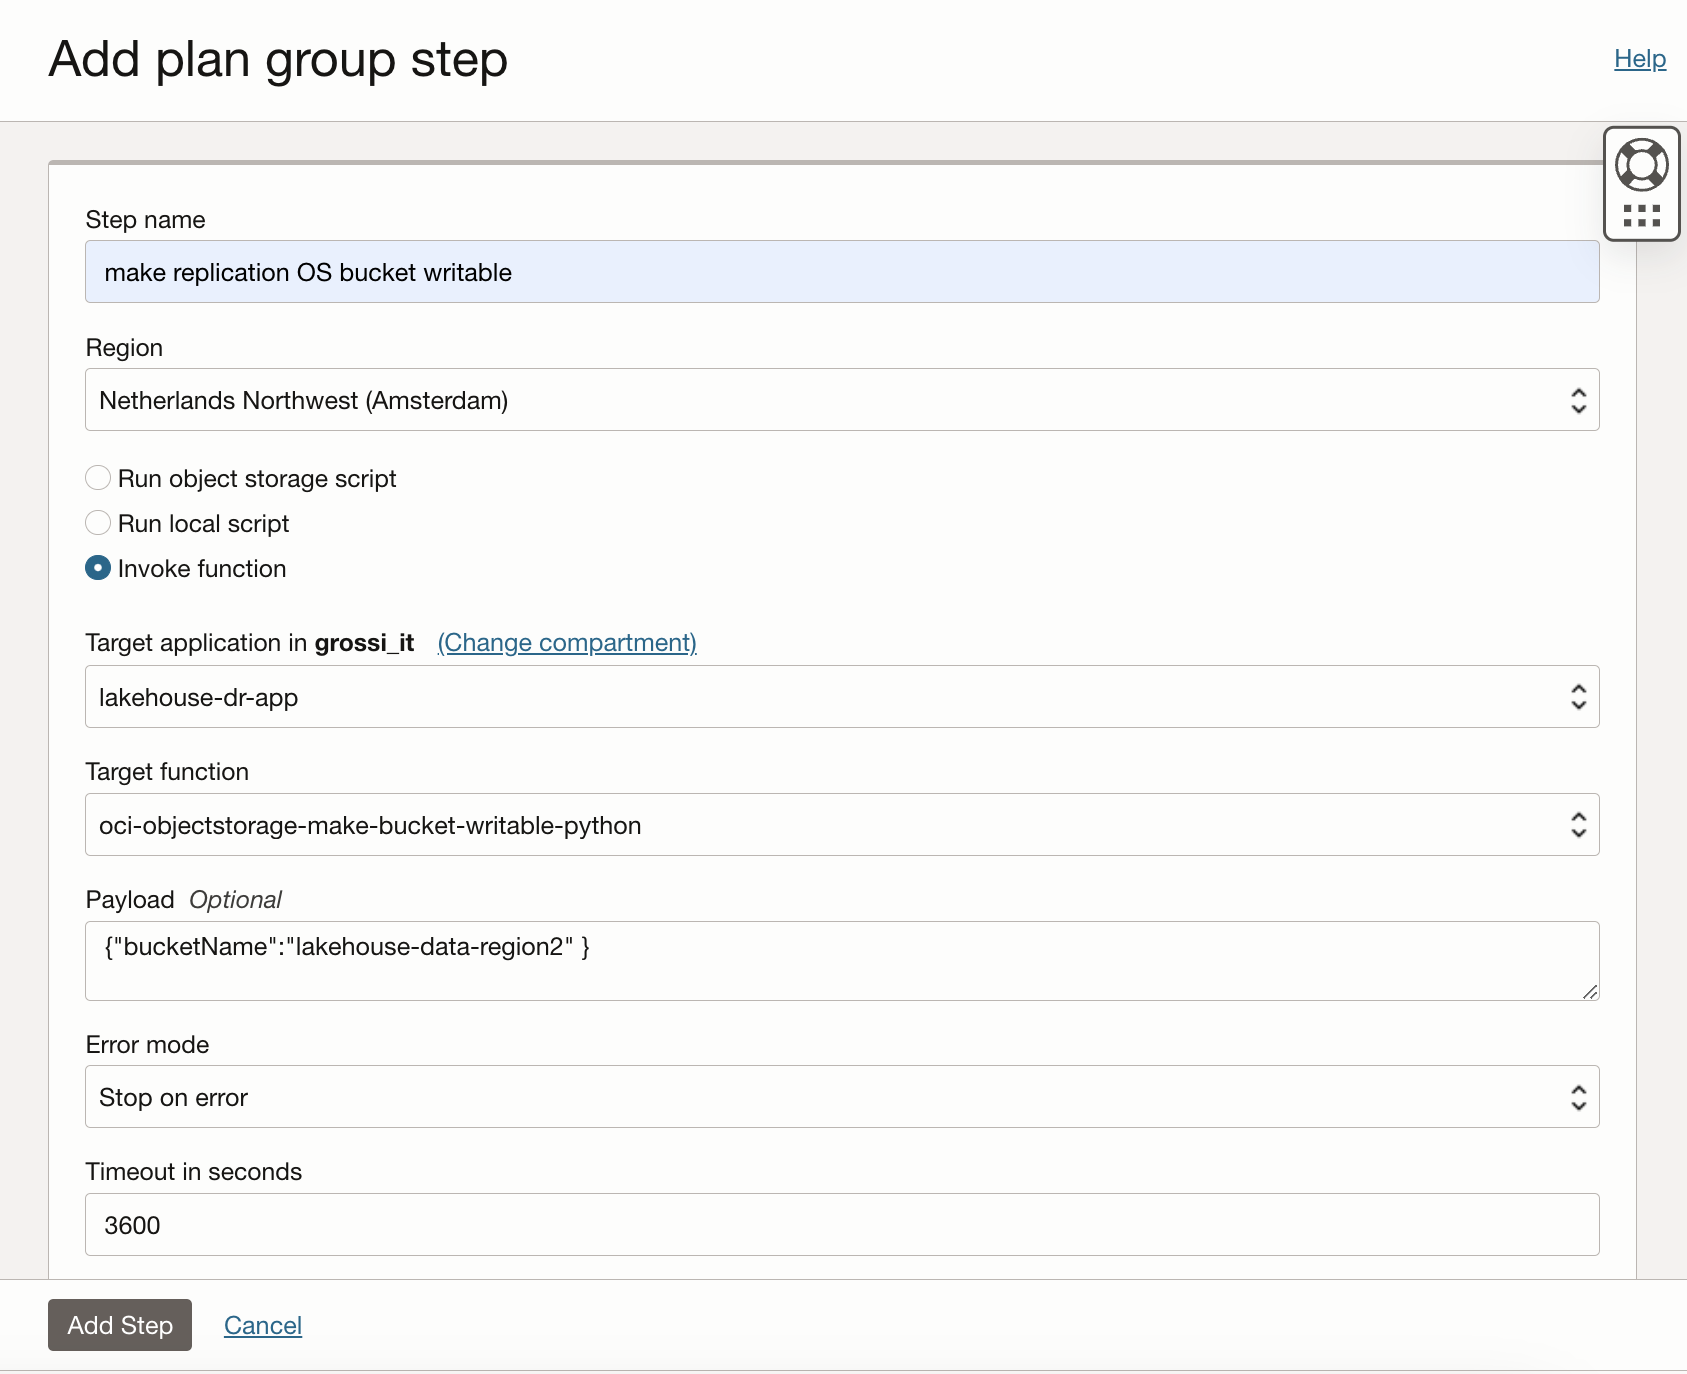 Add plan group step
Help
Step name
make replication OS bucket writable
Region
Netherlands Northwest (Amsterdam)
Run object storage script
Run local script
Invoke function
Target application in grossi_it (Change compartment)
lakehouse-dr-app
Target function
oci-objectstorage-make-bucket-writable-python
Payload Optional
{"bucketName":"lakehouse-data-region2" }
Error mode
Stop on error
Timeout in seconds
3600
Add Step
Cancel